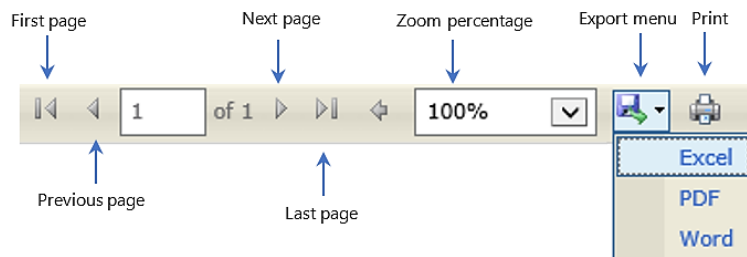 First page
Next page
Zoom percentage
Export menu
Print
1
of 1
100%
Excel
Previous page
Last page
PDF
Word